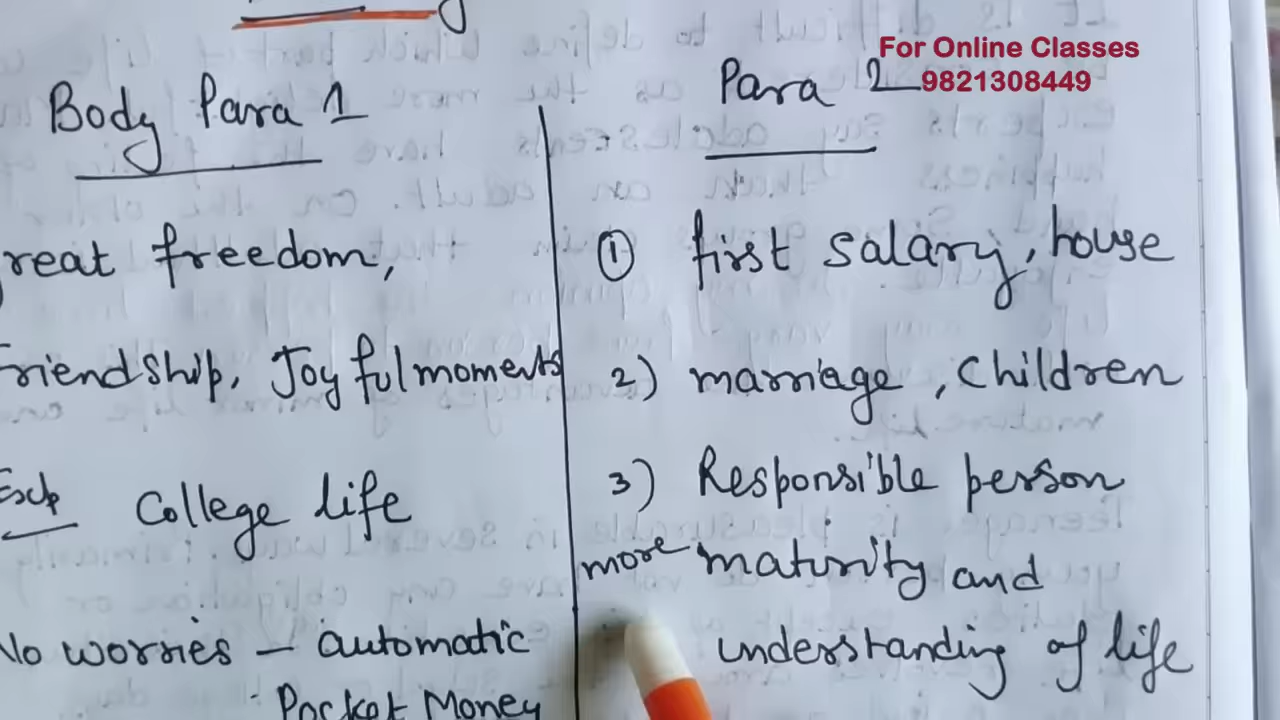 For Online Classes
9821308449
Body Para 1
reat freedom,
riendship, Joyful moments
College life
No worries — automatic
Pocket Money
Para 2
① first salary, house
2) marriage, Children
3) Responsible person
more maturity and
understanding of life